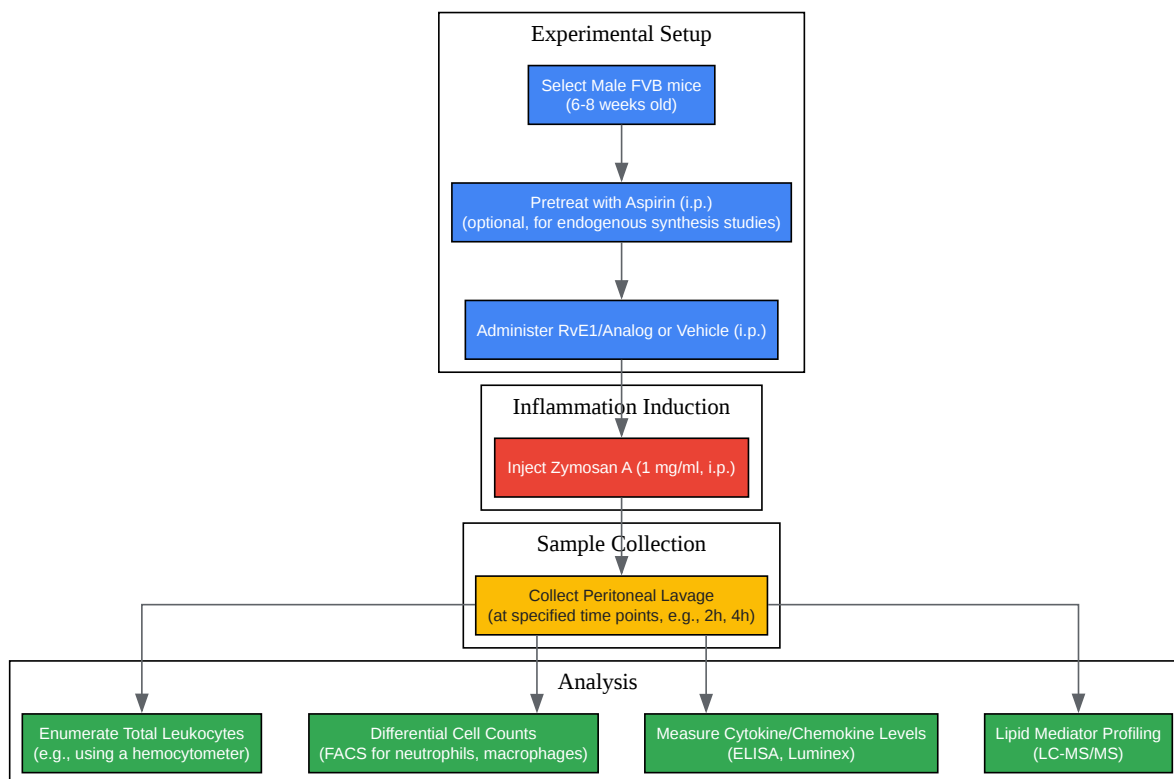 Experimental Setup
Select Male FVB mice
(6-8 weeks old)
Pretreat with Aspirin (i.p.)
(optional, for endogenous synthesis studies)
Administer RvE1/Analog or Vehicle (i.p.)
Inflammation Induction
Inject Zymosan A (1 mg/ml, i.p.)
Sample Collection
Collect Peritoneal Lavage
(at specified time points, e.g., 2h, 4h)
Analysis
Enumerate Total Leukocytes
(e.g., using a hemocytometer)
Differential Cell Counts
(FACS for neutrophils, macrophages)
Measure Cytokine/Chemokine Levels
(ELISA, Luminex)
Lipid Mediator Profiling
(LC-MS/MS)